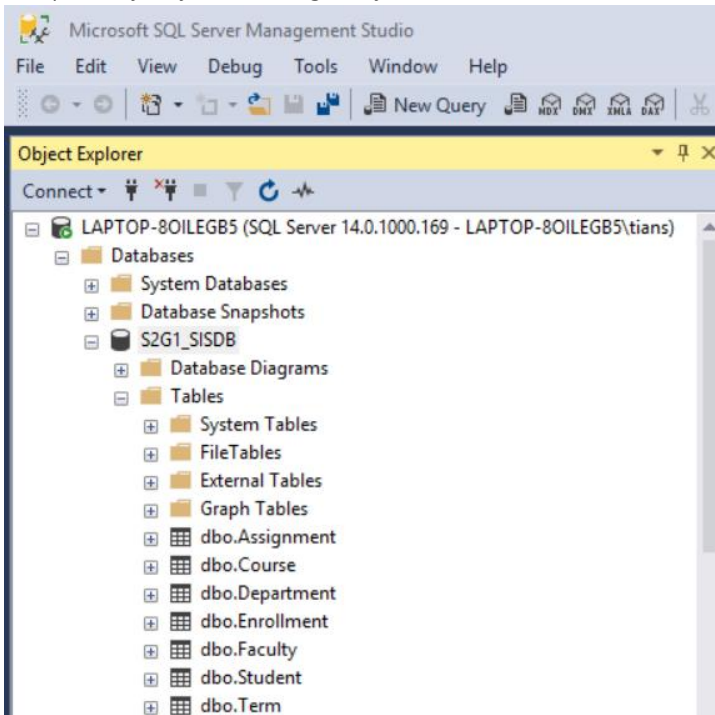 Microsoft SQL Server Management Studio
File Edit View Debug Tools Window Help
New Query MDX DMX XMLA DAX
Object Explorer
Connect
LAPTOP-8OILEGB5 (SQL Server 14.0.1000.169 - LAPTOP-8OILEGB5\tians)
Databases
System Databases
Database Snapshots
S2G1_SISDB
Database Diagrams
Tables
System Tables
FileTables
External Tables
Graph Tables
dbo.Assignment
dbo.Course
dbo.Department
dbo.Enrollment
dbo.Faculty
dbo.Student
dbo.Term